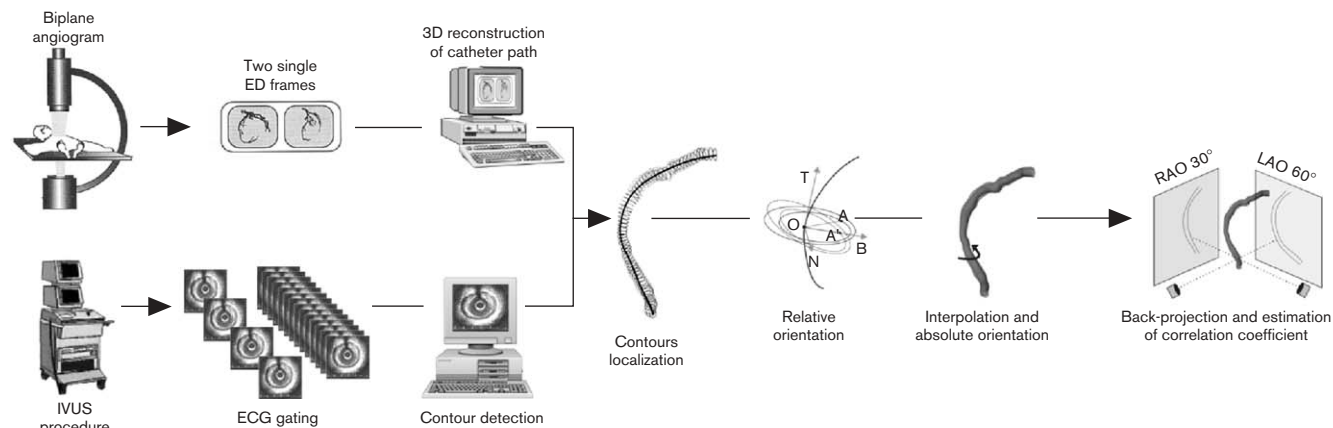 Biplane
angiogram
Two single
ED frames
3D reconstruction
of catheter path
IVUS
procedure
ECG gating
Contour detection
Contours
localization
T
O
A
A'
B
N
Relative
orientation
Interpolation and
absolute orientation
RAO 30°
LAO 60°
Back-projection and estimation
of correlation coefficient